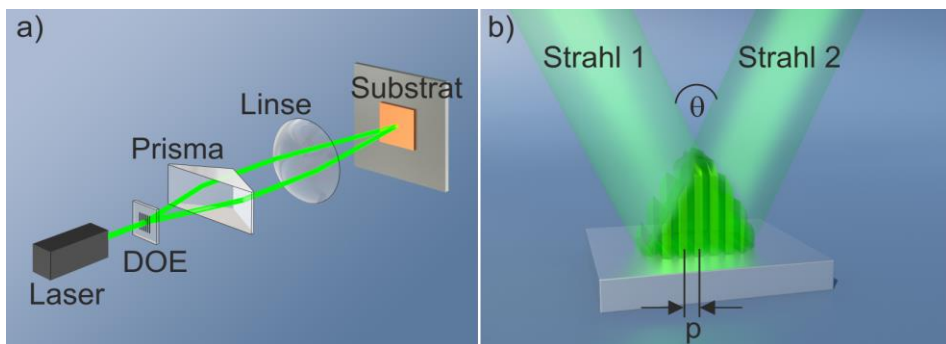 a)
Substrat
Linse
Prisma
DOE
Laser
b)
Strahl 1
Strahl 2
θ
p